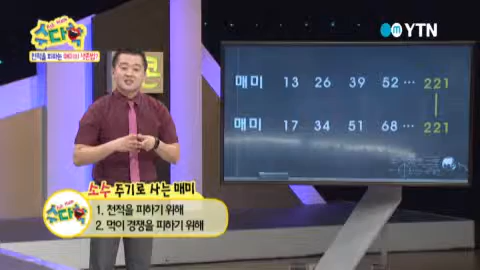 수다학
천적을 피하는 매미의 생존법?
YTN
매미 13 26 39 52 ··· 221
매미 17 34 51 68 ··· 221
소수 주기로 사는 매미
수다학
1. 천적을 피하기 위해
2. 먹이 경쟁을 피하기 위해